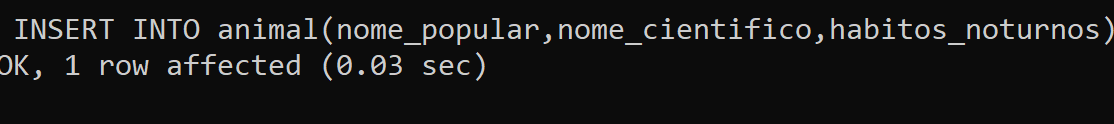 INSERT INTO animal(nome_popular,nome_cientifico,habitos_noturnos)
OK, 1 row affected (0.03 sec)